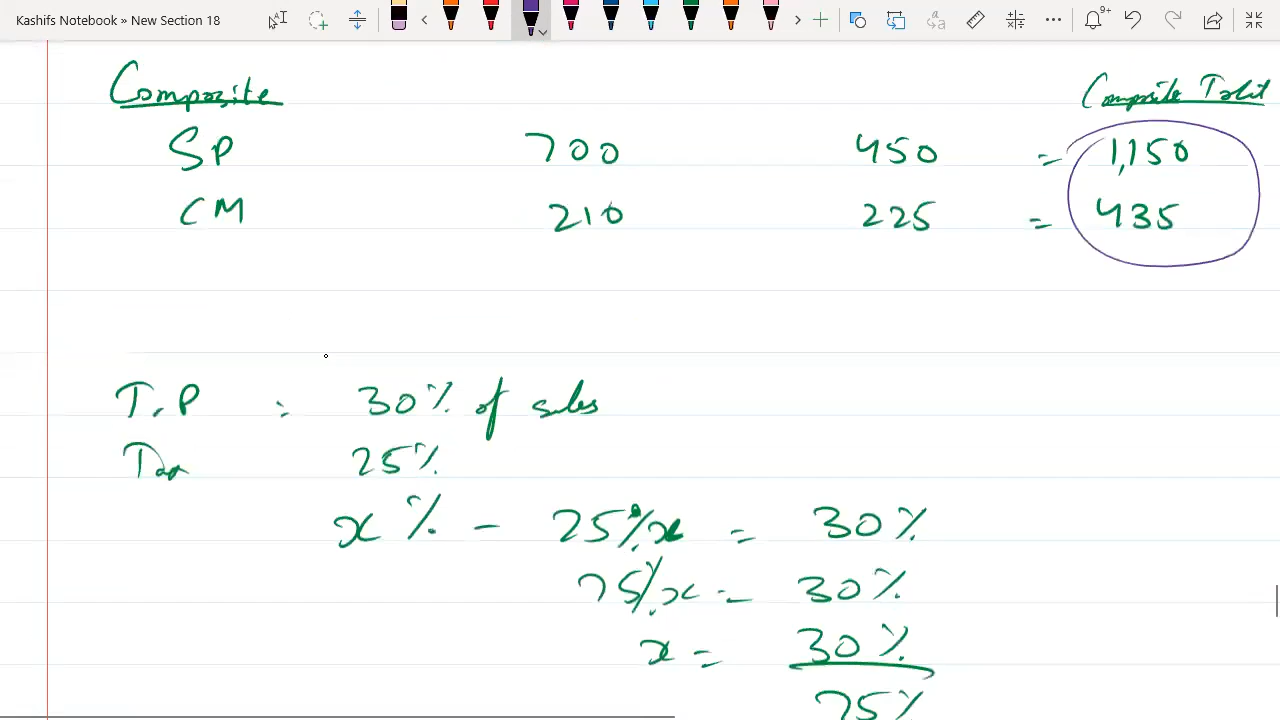 Kashifs Notebook » New Section 18
9+
Composite
Composite Total
SP 700 450 = 1,150
CM 210 225 = 435
T.P = 30% of sales
Tax 25%
x% - 25%x = 30%
75%x = 30%
x = 30%
75%